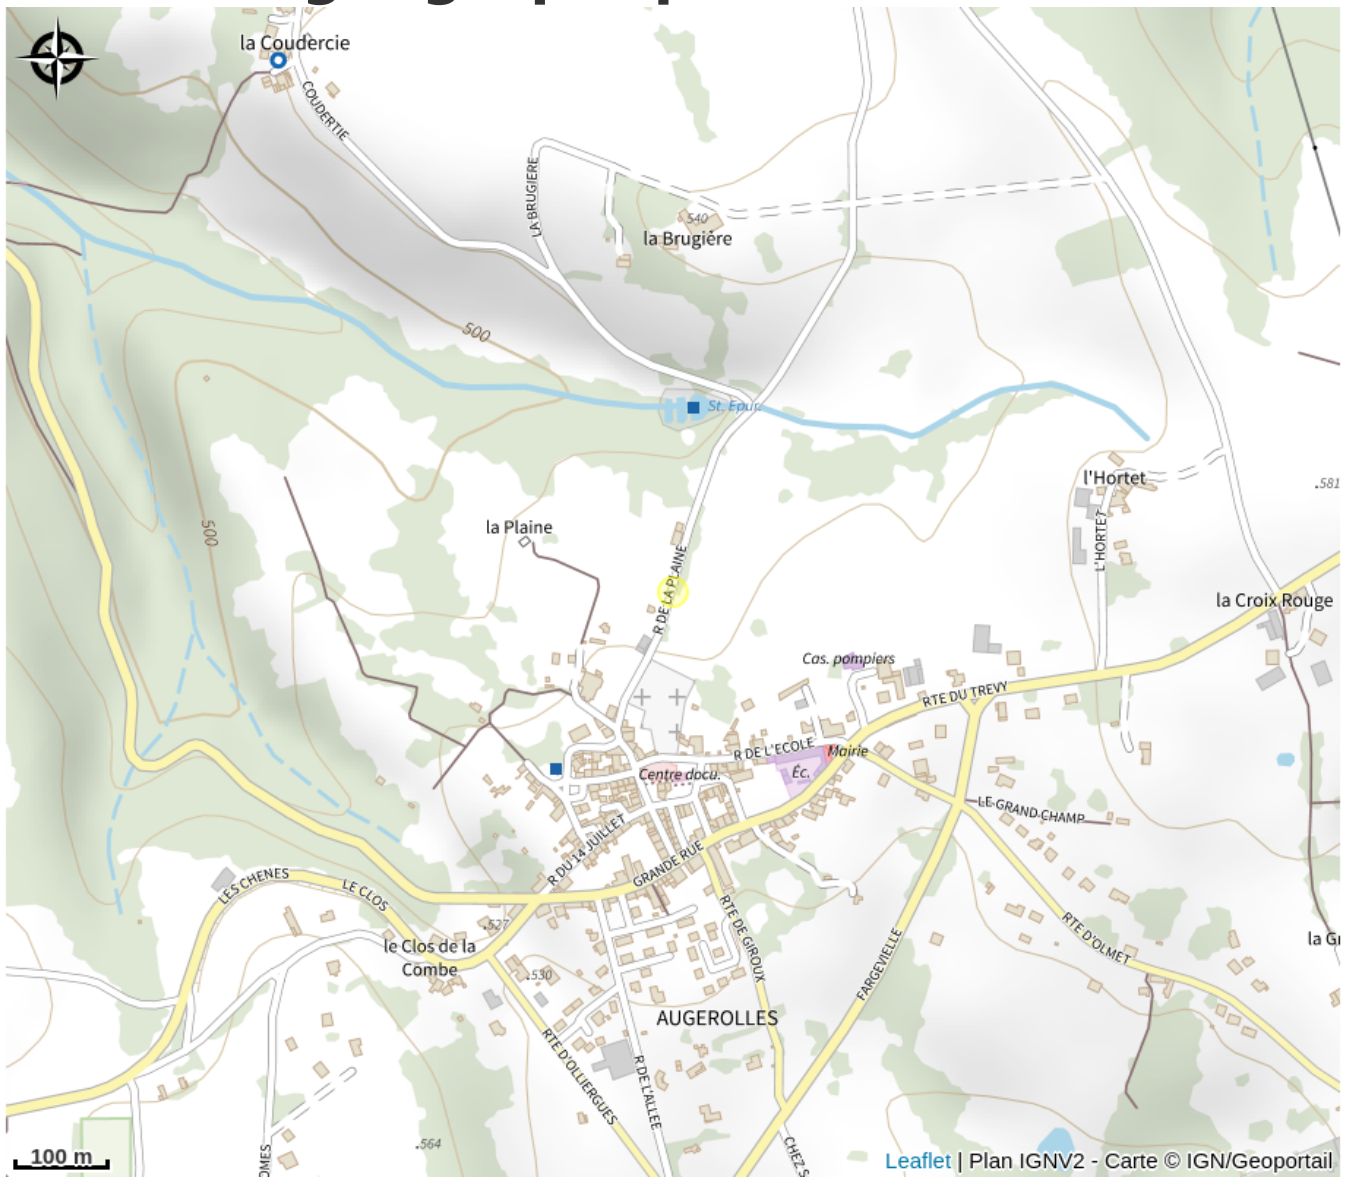 la Coudercie
COUDERTIE
LA BRUGIERE
540
la Brugiére
500
St. Epur.
l'Hortet
.581
la Plaine
500
L'HORTET
R DE LA PLAINE
la Croix Rouge
Cas. pompiers
RTE DU TREVY
R DE L'ECOLE
Mairie
Centre docu.
Éc.
LE GRAND CHAMP
R DU 14 JUILLET
GRANDE RUE
LES CHENES
LE CLOS
.527
RTE DE GIROUX
RTE D'OLMET
le Clos de la
Combe
.530
FARGEVIELLE
la Gr
AUGEROLLES
RTE D'OLLIERGUES
R DE L'ALLEE
.564
OMES
CHEZ S
100 m
Leaflet | Plan IGNV2 - Carte © IGN/Geoportail